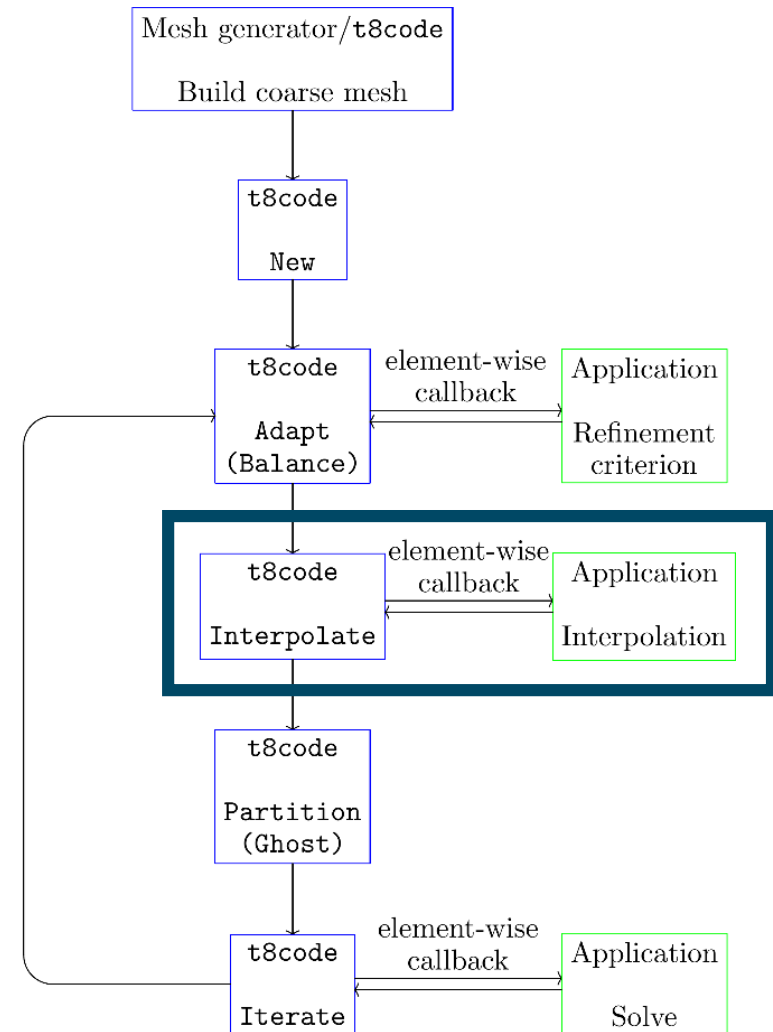 Mesh generator/t8code
Build coarse mesh
t8code
New
t8code
Adapt
(Balance)
element-wise
callback
Application
Refinement
criterion
t8code
Interpolate
element-wise
callback
Application
Interpolation
t8code
Partition
(Ghost)
t8code
Iterate
element-wise
callback
Application
Solve